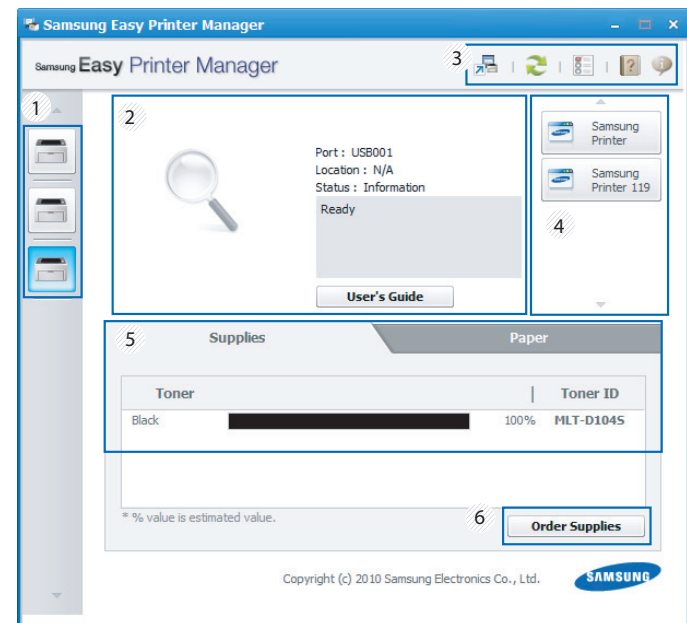 Samsung Easy Printer Manager
Samsung Easy Printer Manager
3
1
2
Port : USB001
Location : N/A
Status : Information
Ready
User's Guide
Samsung
Printer
Samsung
Printer 119
4
5
Supplies
Paper
Toner
Toner ID
Black 100% MLT-D104S
* % value is estimated value.
6
Order Supplies
Copyright (c) 2010 Samsung Electronics Co., Ltd.
SAMSUNG